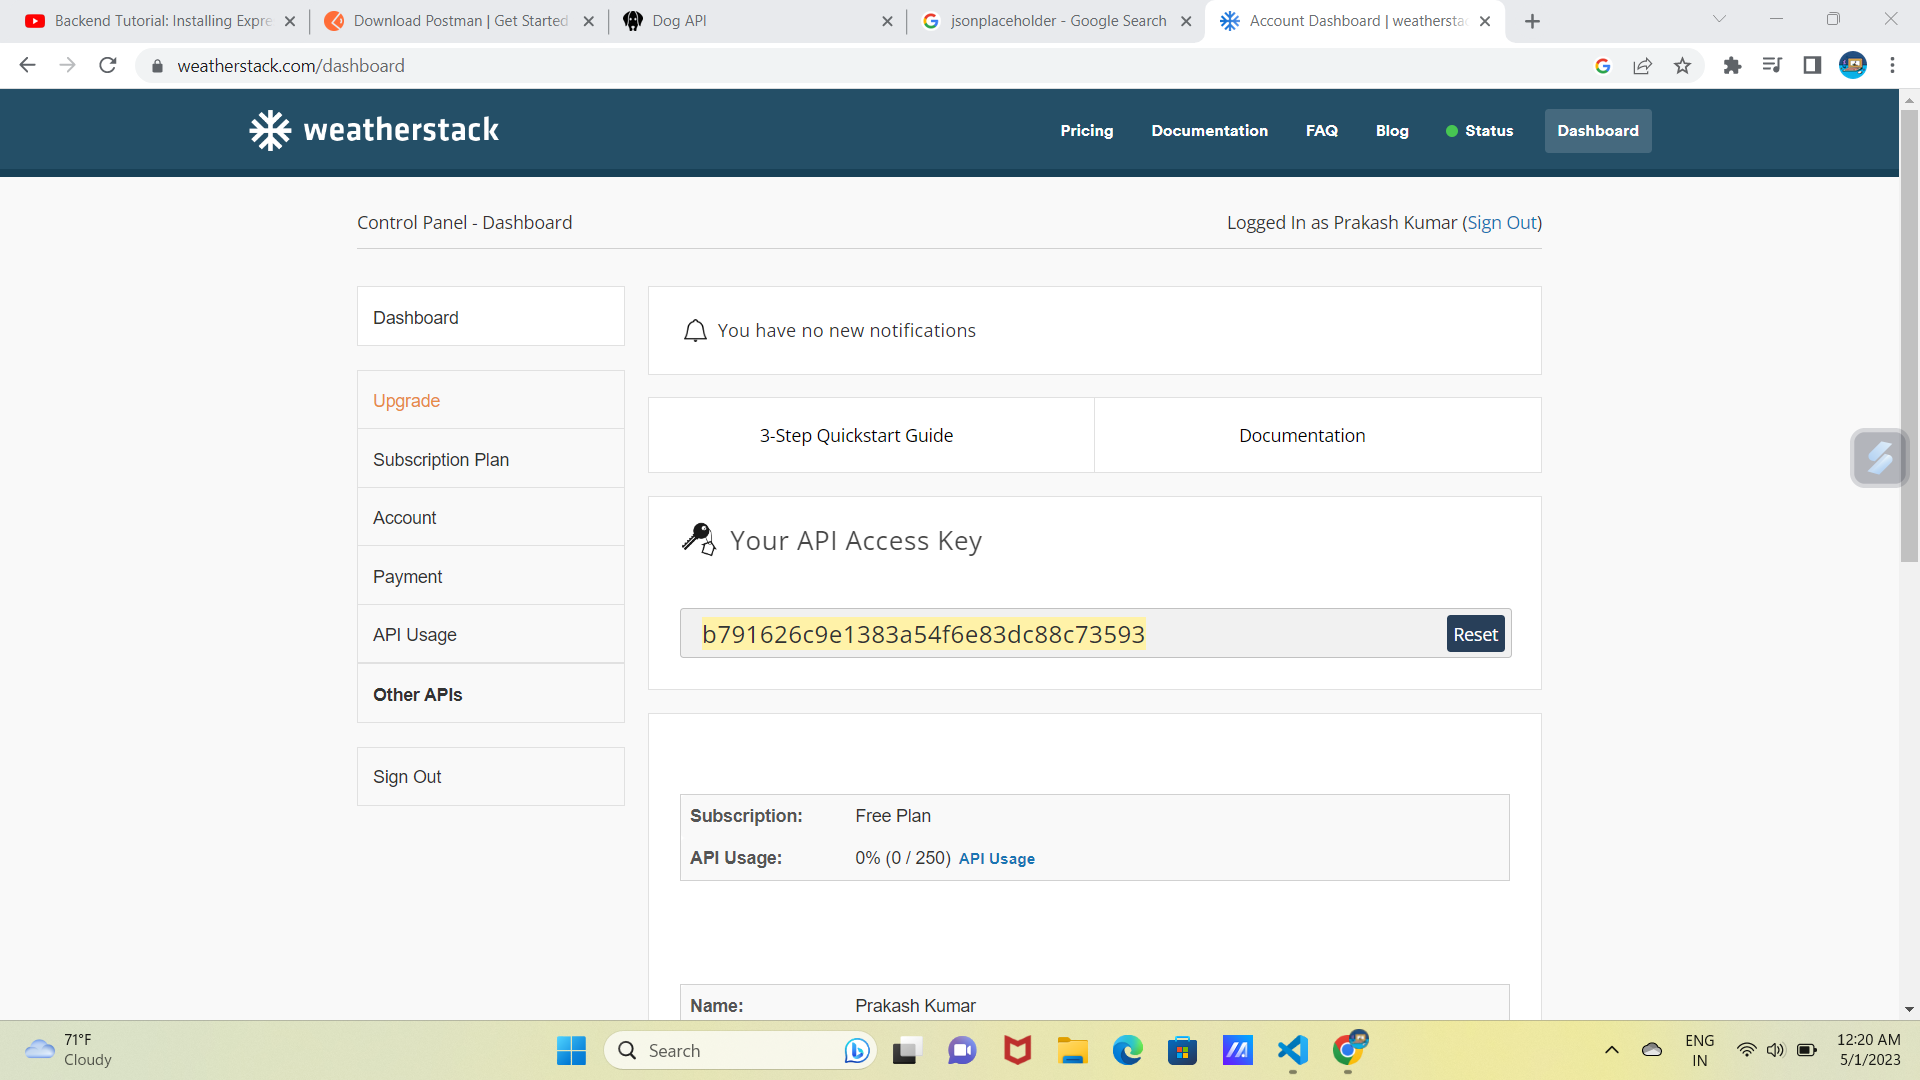 Backend Tutorial: Installing Expre
Download Postman | Get Started
Dog API
jsonplaceholder - Google Search
Account Dashboard | weathersta
weatherstack.com/dashboard
weatherstack
Pricing
Documentation
FAQ
Blog
Status
Dashboard
Control Panel - Dashboard
Logged In as Prakash Kumar (Sign Out)
Dashboard
Upgrade
Subscription Plan
Account
Payment
API Usage
Other APIs
Sign Out
You have no new notifications
3-Step Quickstart Guide
Documentation
Your API Access Key
b791626c9e1383a54f6e83dc88c73593
Reset
Subscription: Free Plan
API Usage: 0% (0 / 250) API Usage
Name: Prakash Kumar
71°F
Cloudy
Search
ENG
IN
12:20 AM
5/1/2023